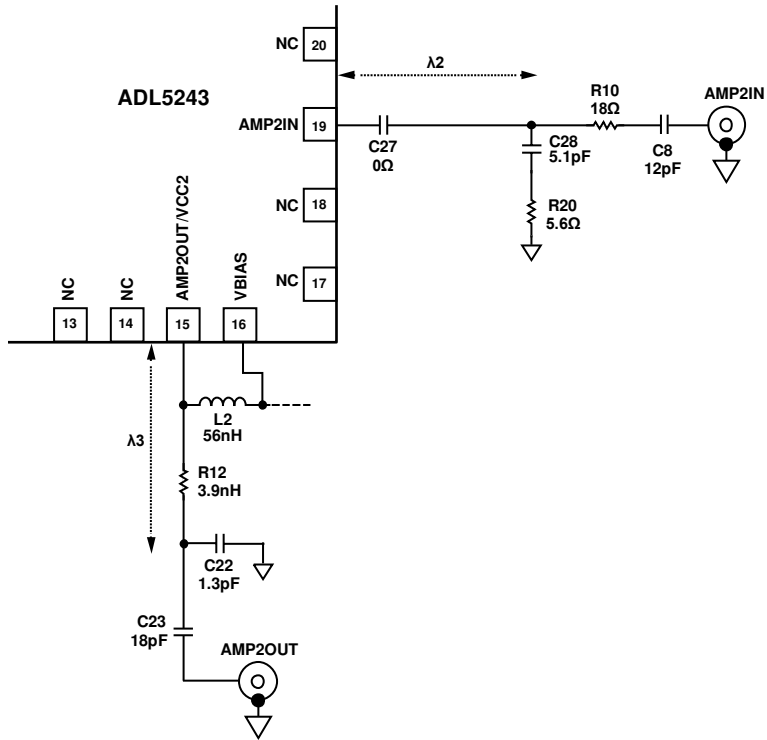 NC
20
λ2
ADL5243
R10
18Ω
AMP2IN
AMP2IN
19
C27
0Ω
C28
5.1pF
C8
12pF
NC
18
R20
5.6Ω
AMP2OUT/VCC2
VBIAS
NC
17
NC
NC
13
14
15
16
L2
56nH
λ3
R12
3.9nH
C22
1.3pF
C23
18pF
AMP2OUT